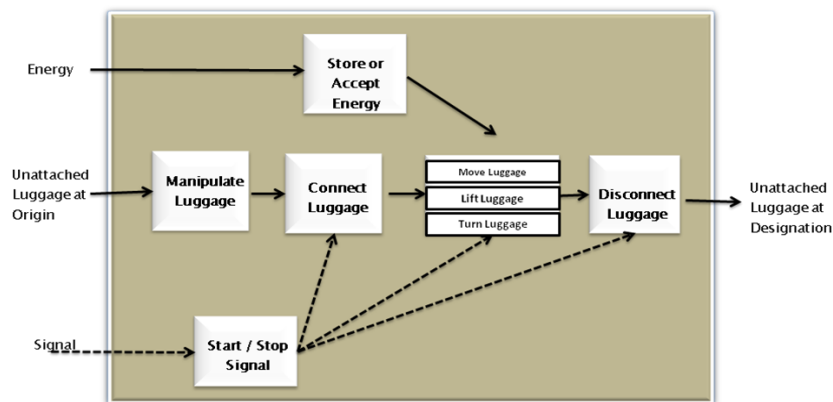 Energy
Store or
Accept
Energy
Unattached
Luggage at
Origin
Manipulate
Luggage
Connect
Luggage
Move Luggage
Lift Luggage
Turn Luggage
Disconnect
Luggage
Unattached
Luggage at
Designation
Signal
Start / Stop
Signal